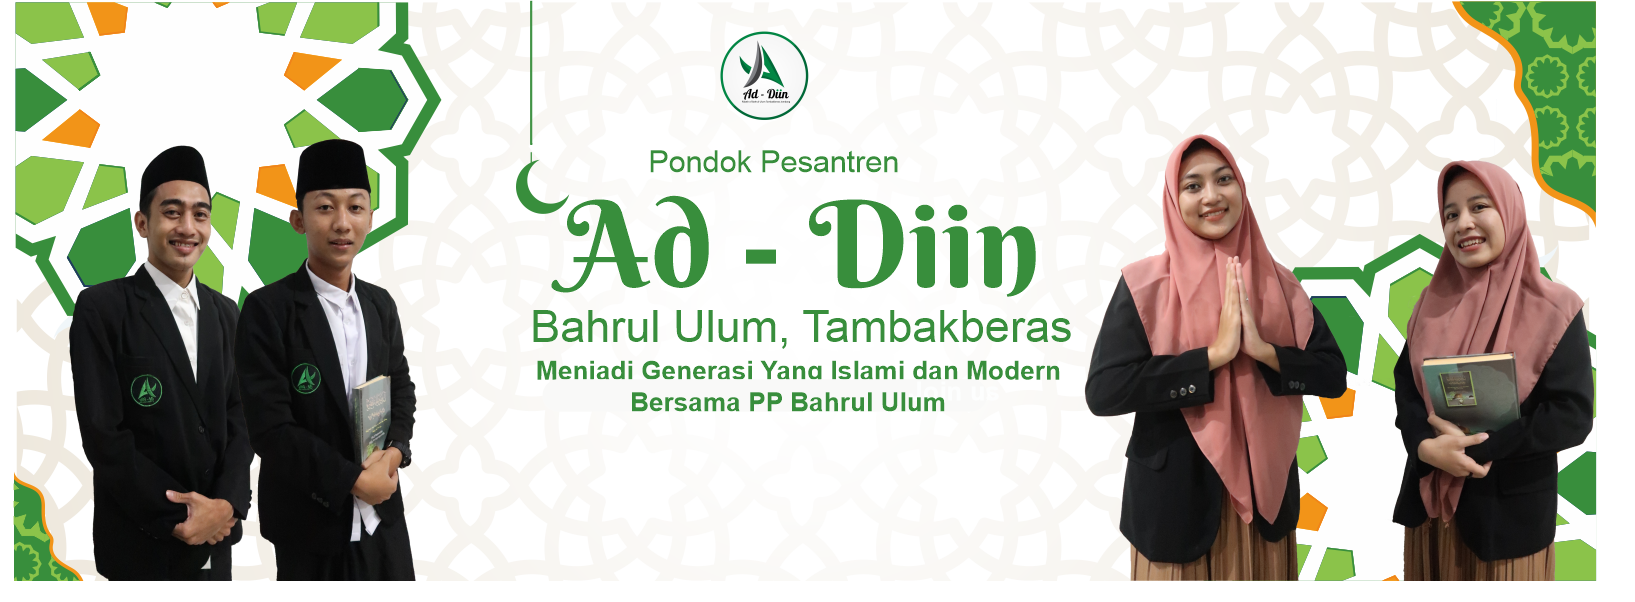 Ad - Diin
Pondok Pesantren
Ad - Diin
Bahrul Ulum, Tambakberas
Menjadi Generasi Yang Islami dan Modern
Bersama PP Bahrul Ulum